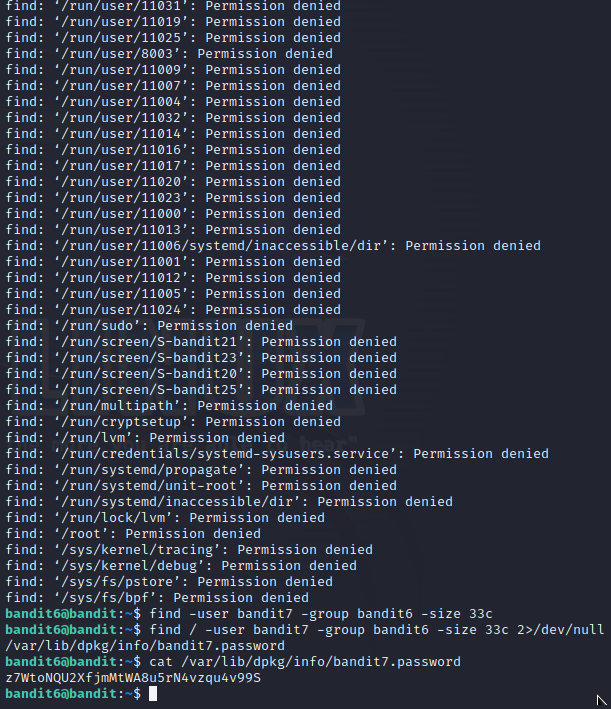 find: ‘/run/user/11031’: Permission denied
find: ‘/run/user/11019’: Permission denied
find: ‘/run/user/11025’: Permission denied
find: ‘/run/user/8003’: Permission denied
find: ‘/run/user/11009’: Permission denied
find: ‘/run/user/11007’: Permission denied
find: ‘/run/user/11004’: Permission denied
find: ‘/run/user/11032’: Permission denied
find: ‘/run/user/11014’: Permission denied
find: ‘/run/user/11016’: Permission denied
find: ‘/run/user/11017’: Permission denied
find: ‘/run/user/11020’: Permission denied
find: ‘/run/user/11023’: Permission denied
find: ‘/run/user/11000’: Permission denied
find: ‘/run/user/11013’: Permission denied
find: ‘/run/user/11006/systemd/inaccessible/dir’: Permission denied
find: ‘/run/user/11001’: Permission denied
find: ‘/run/user/11012’: Permission denied
find: ‘/run/user/11005’: Permission denied
find: ‘/run/user/11024’: Permission denied
find: ‘/run/sudo’: Permission denied
find: ‘/run/screen/S-bandit21’: Permission denied
find: ‘/run/screen/S-bandit23’: Permission denied
find: ‘/run/screen/S-bandit20’: Permission denied
find: ‘/run/screen/S-bandit25’: Permission denied
find: ‘/run/multipath’: Permission denied
find: ‘/run/cryptsetup’: Permission denied
find: ‘/run/lvm’: Permission denied
find: ‘/run/credentials/systemd-sysusers.service’: Permission denied
find: ‘/run/systemd/propagate’: Permission denied
find: ‘/run/systemd/unit-root’: Permission denied
find: ‘/run/systemd/inaccessible/dir’: Permission denied
find: ‘/run/lock/lvm’: Permission denied
find: ‘/root’: Permission denied
find: ‘/sys/kernel/tracing’: Permission denied
find: ‘/sys/kernel/debug’: Permission denied
find: ‘/sys/fs/pstore’: Permission denied
find: ‘/sys/fs/bpf’: Permission denied
bandit6@bandit:~$ find -user bandit7 -group bandit6 -size 33c
bandit6@bandit:~$ find / -user bandit7 -group bandit6 -size 33c 2>/dev/null
/var/lib/dpkg/info/bandit7.password
bandit6@bandit:~$ cat /var/lib/dpkg/info/bandit7.password
z7WtoNQU2XfjmMtWA8u5rN4vzqu4v99S
bandit6@bandit:~$